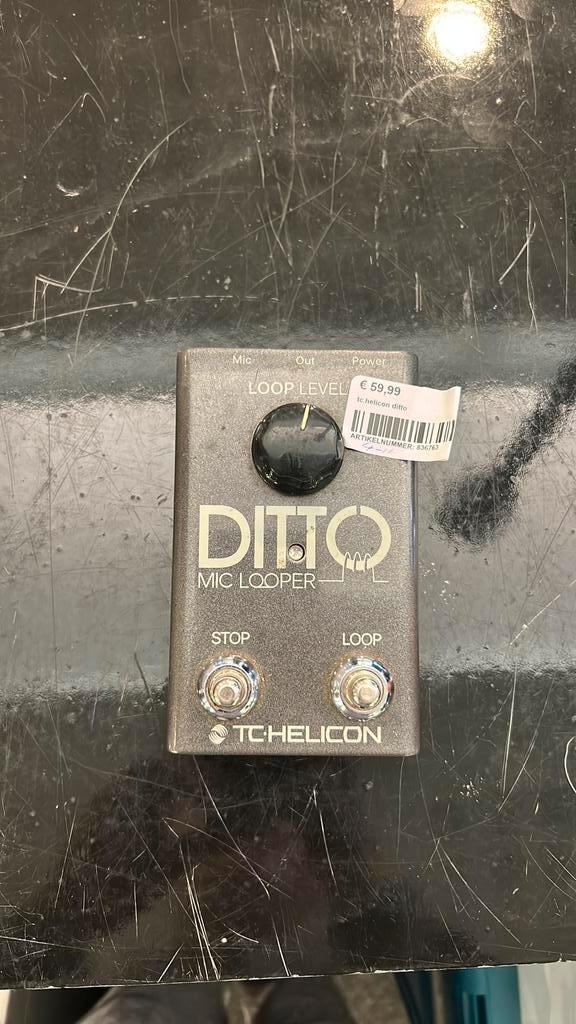 Mic Out Power
LOOP LEVEL
€ 59,99
tc.helicon ditto
ARTIKELNUMMER: 836763
DITTO
MIC LOOPER
STOP LOOP
TC·HELICON